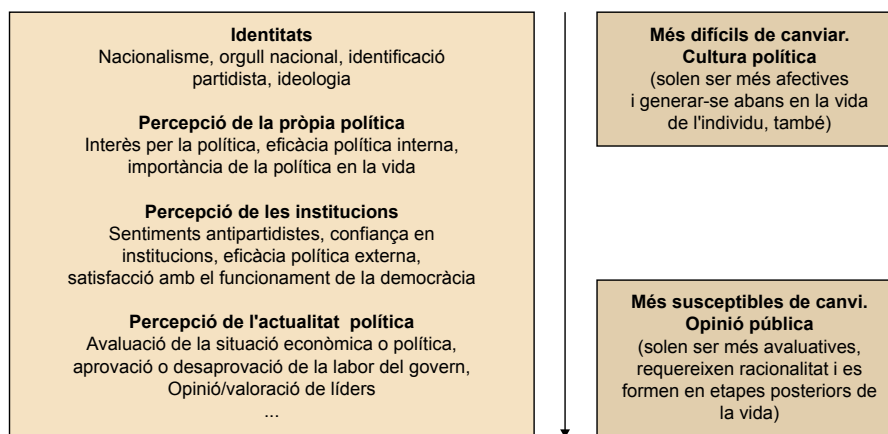 Identitats
Nacionalisme, orgull nacional, identificació
partidista, ideologia
Percepció de la pròpia política
Interès per la política, eficàcia política interna,
importància de la política en la vida
Percepció de les institucions
Sentiments antipartidistes, confiança en
institucions, eficàcia política externa,
satisfacció amb el funcionament de la democràcia
Percepció de l'actualitat política
Avaluació de la situació econòmica o política,
aprovació o desaprovació de la labor del govern,
Opinió/valoració de líders
...
Més difícils de canviar.
Cultura política
(solen ser més afectives
i generar-se abans en la vida
de l'individu, també)
Més susceptibles de canvi.
Opinió pública
(solen ser més avaluatives,
requereixen racionalitat i es
formen en etapes posteriors de
la vida)